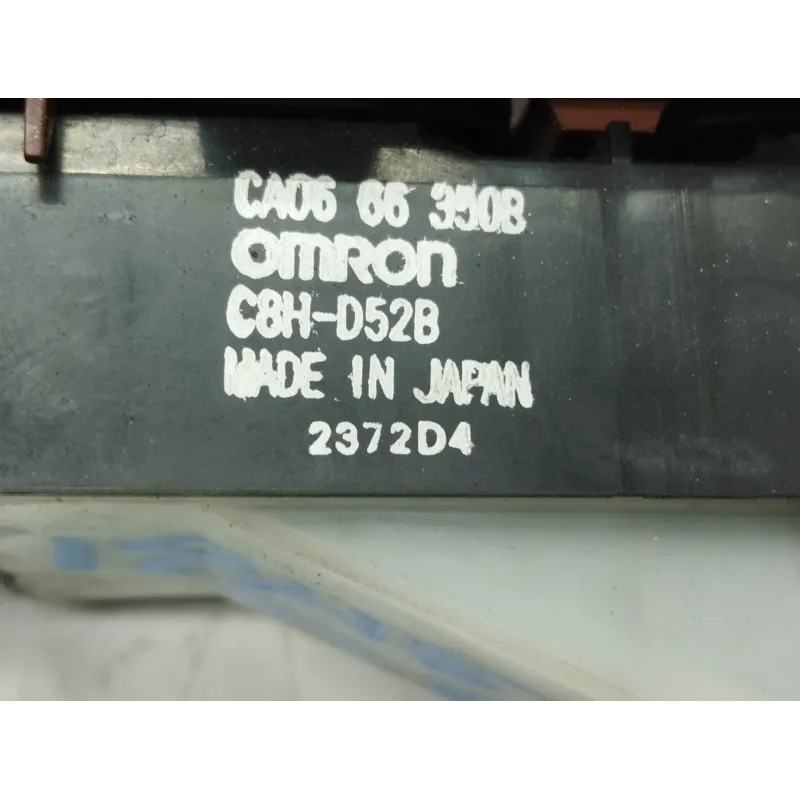 CA06 66 350B
OMRON
C8H-D52B
MADE IN JAPAN
2372D4